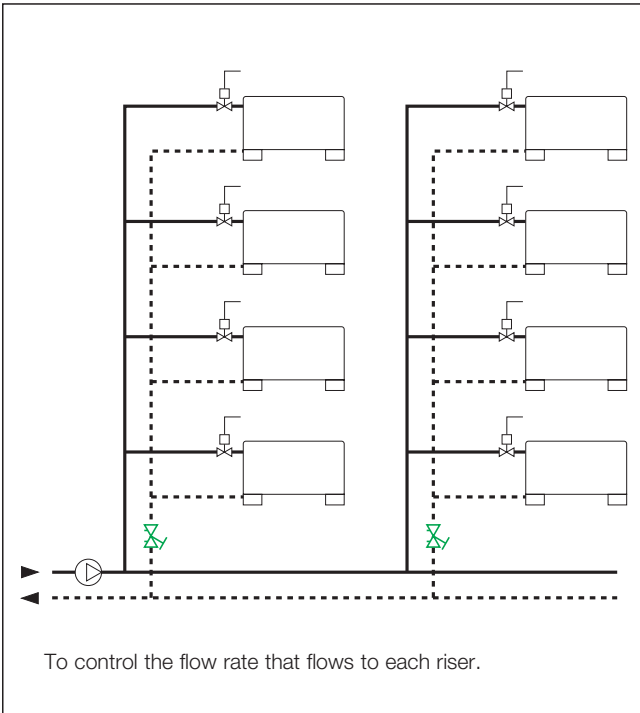 To control the flow rate that flows to each riser.